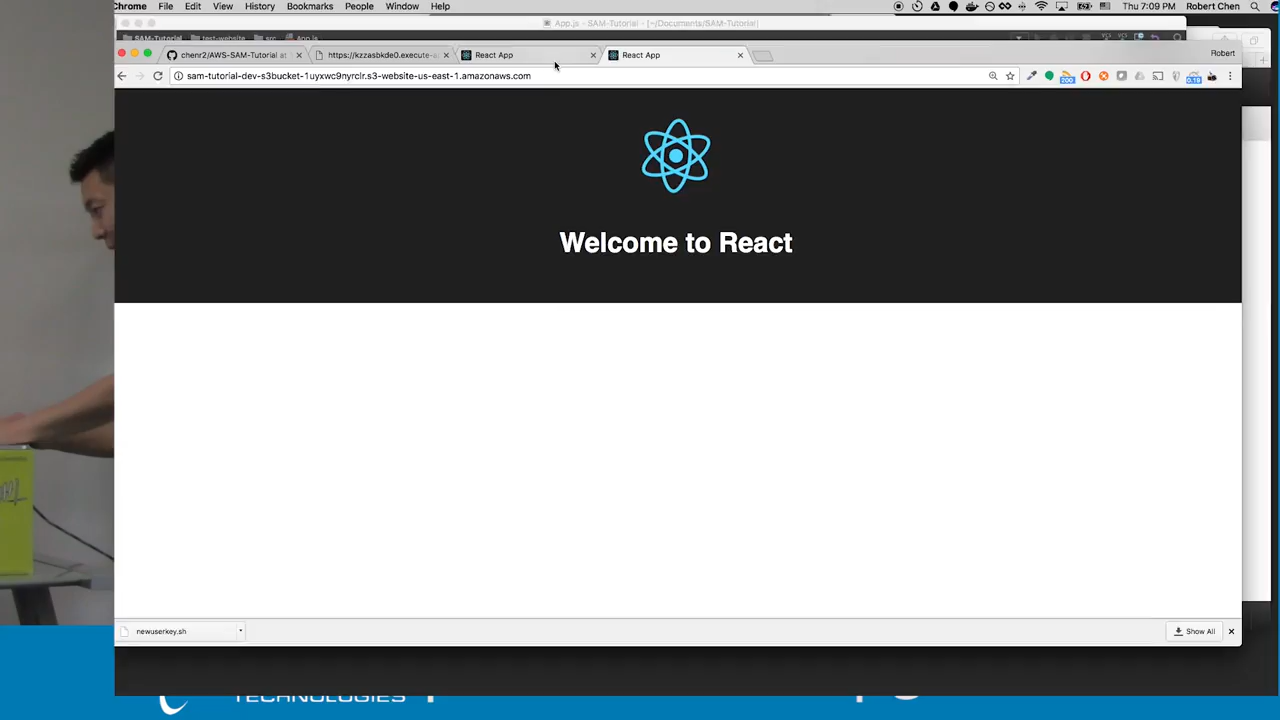 Chrome File Edit View History Bookmarks People Window Help Thu 7:09 PM Robert Chen
App.js - SAM-Tutorial - [~/Documents/SAM-Tutorial]
SAM-Tutorial test-website src App.js
chenr2/AWS-SAM-Tutorial at https://kzzasbkde0.execute- React App React App Robert
sam-tutorial-dev-s3bucket-1uyxwc9nyrclr.s3-website-us-east-1.amazonaws.com
200 0.19
Welcome to React
newuserkey.sh Show All
TECHNOLOGIES